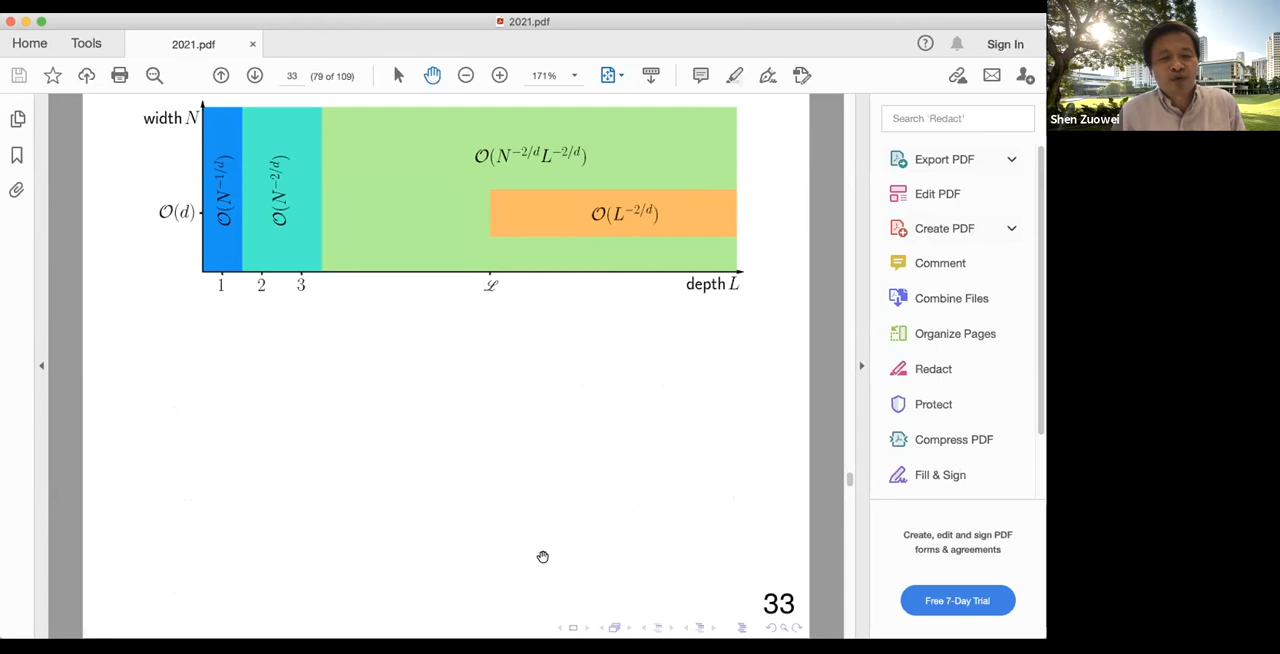 2021.pdf
Home Tools 2021.pdf × Sign In
33 (79 of 109) 171%
Shen Zuowei
width N
𝒪(d)
𝒪(N^{-1/d})
𝒪(N^{-2/d})
𝒪(N^{-2/d}L^{-2/d})
𝒪(L^{-2/d})
1 2 3 ℒ depth L
33
Search 'Redact'
Export PDF
Edit PDF
Create PDF
Comment
Combine Files
Organize Pages
Redact
Protect
Compress PDF
Fill & Sign
Create, edit and sign PDF
forms & agreements
Free 7-Day Trial